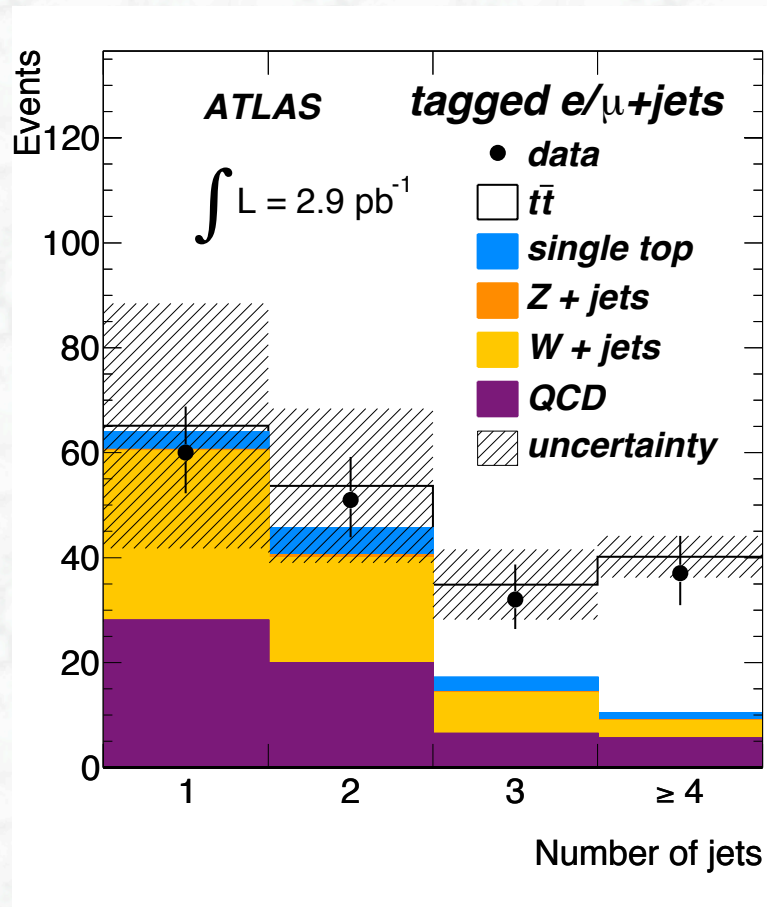 Events
120
100
80
60
40
20
0
ATLAS
∫ L = 2.9 pb⁻¹
tagged e/μ+jets
data
tt̄
single top
Z + jets
W + jets
QCD
uncertainty
1 2 3 ≥ 4
Number of jets